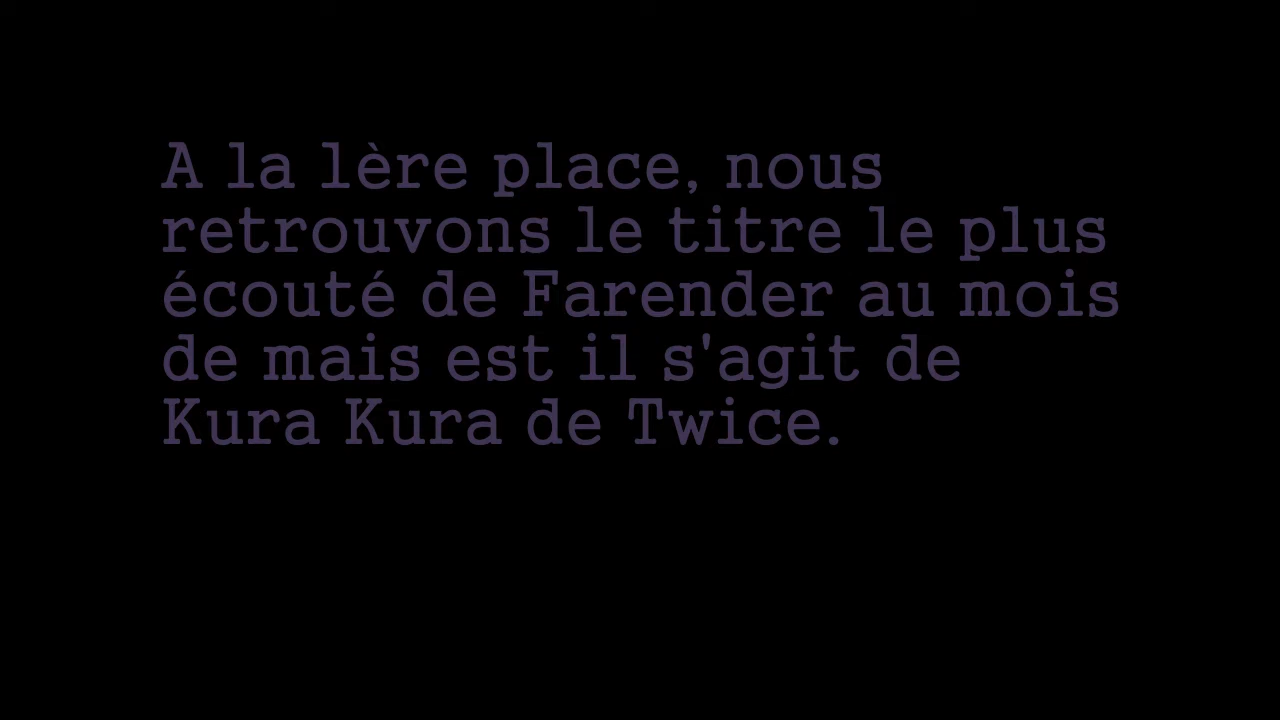 A la 1ère place, nous
retrouvons le titre le plus
écouté de Farender au mois
de mais est il s'agit de
Kura Kura de Twice.